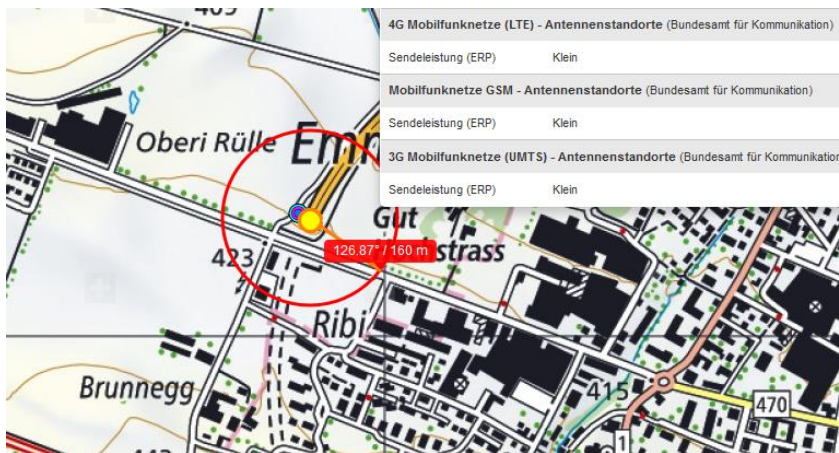 4G Mobilfunknetze (LTE) - Antennenstandorte (Bundesamt für Kommunikation)
Sendeleistung (ERP) Klein
Mobilfunknetze GSM - Antennenstandorte (Bundesamt für Kommunikation)
Sendeleistung (ERP) Klein
3G Mobilfunknetze (UMTS) - Antennenstandorte (Bundesamt für Kommunikation
Sendeleistung (ERP) Klein
Oberi Rülle
Gut
126.87° / 160 m
strass
423
Ribi
Brunnegg
415
470
1